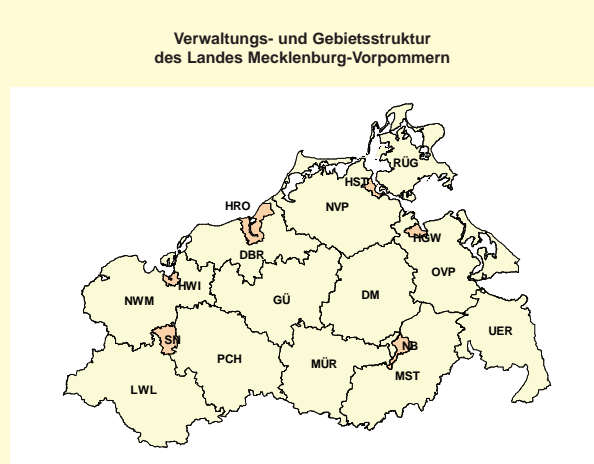 Verwaltungs- und Gebietsstruktur
des Landes Mecklenburg-Vorpommern
RÜG
HST
HRO
NVP
HGW
DBR
OVP
HWI
NWM
GÜ
DM
UER
SN
NB
PCH
MÜR
MST
LWL